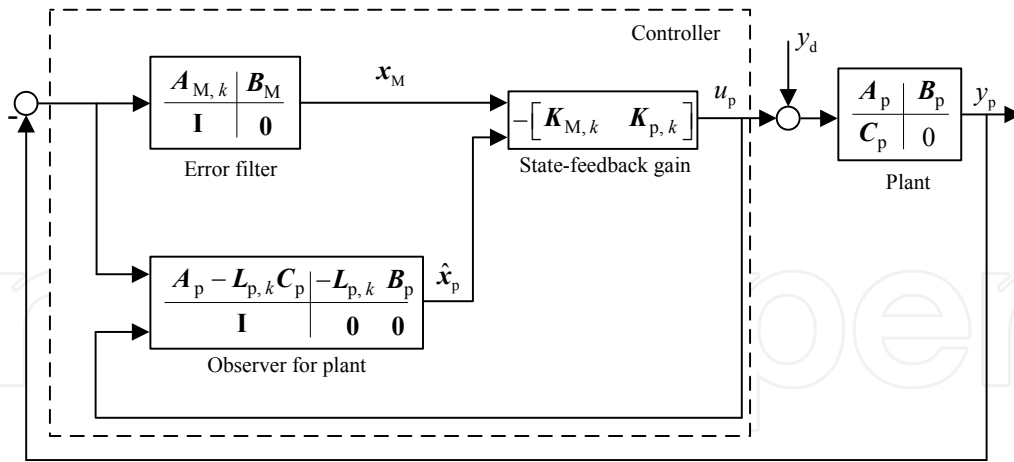 Controller
y_d
A_M, k | B_M
I | 0
Error filter
x_M
-[K_M, k K_p, k]
State-feedback gain
u_p
A_p | B_p
C_p | 0
Plant
y_p
-
A_p − L_p, k C_p | −L_p, k B_p
I | 0 0
Observer for plant
x̂_p